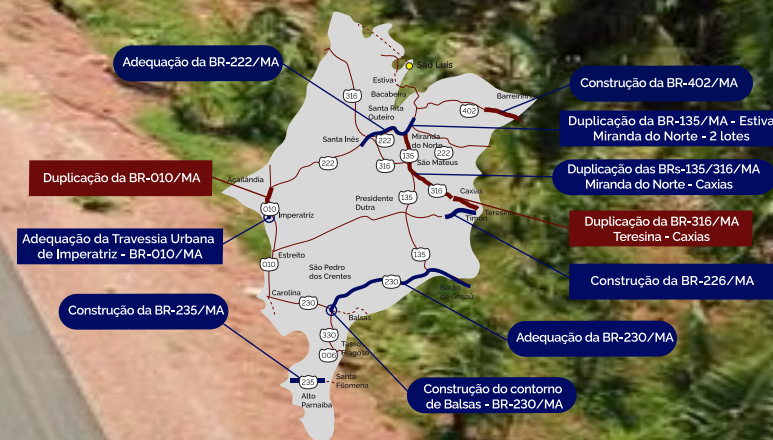 Adequação da BR-222/MA
São Luís
Estiva
Bacabeira
Santa Rita
Outeiro
316
402
Barreirinhas
Construção da BR-402/MA
Duplicação da BR-135/MA - Estiva
Miranda do Norte - 2 lotes
Santa Inês
222
Miranda
do Norte
222
135
316
São Mateus
222
Duplicação das BRs-135/316/MA
Miranda do Norte - Caxias
Duplicação da BR-010/MA
Açailândia
010
Imperatriz
Presidente
Dutra
135
316
Caxias
Timon
Teresina
Duplicação da BR-316/MA
Teresina - Caxias
Adequação da Travessia Urbana
de Imperatriz - BR-010/MA
Estreito
010
135
São Pedro
dos Crentes
Construção da BR-226/MA
Carolina
230
230
Barão
de Grajaú
Construção da BR-235/MA
Balsas
330
Tasso
Fragoso
006
Adequação da BR-230/MA
235
Santa
Filomena
Alto
Parnaíba
Construção do contorno
de Balsas - BR-230/MA